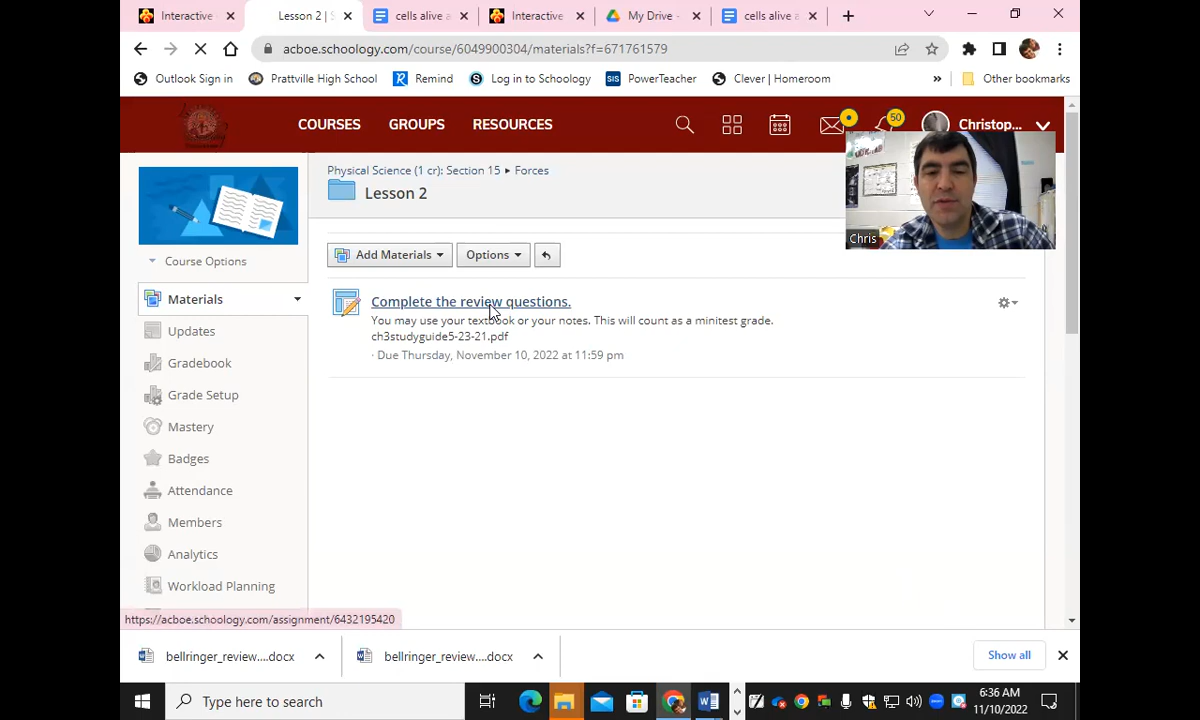 Interactive
Lesson 2 | S
cells alive a
Interactive
My Drive -
cells alive a
acboe.schoology.com/course/6049900304/materials?f=671761579
Outlook Sign in
Prattville High School
Remind
Log in to Schoology
SIS
PowerTeacher
Clever | Homeroom
»
Other bookmarks
COURSES
GROUPS
RESOURCES
50
Christop...
Physical Science (1 cr): Section 15 ▸ Forces
Lesson 2
Chris
Course Options
Add Materials
Options
Materials
Complete the review questions.
You may use your textbook or your notes. This will count as a minitest grade.
ch3studyguide5-23-21.pdf
· Due Thursday, November 10, 2022 at 11:59 pm
Updates
Gradebook
Grade Setup
Mastery
Badges
Attendance
Members
Analytics
Workload Planning
https://acboe.schoology.com/assignment/6432195420
bellringer_review....docx
bellringer_review....docx
Show all
Type here to search
6:36 AM
11/10/2022